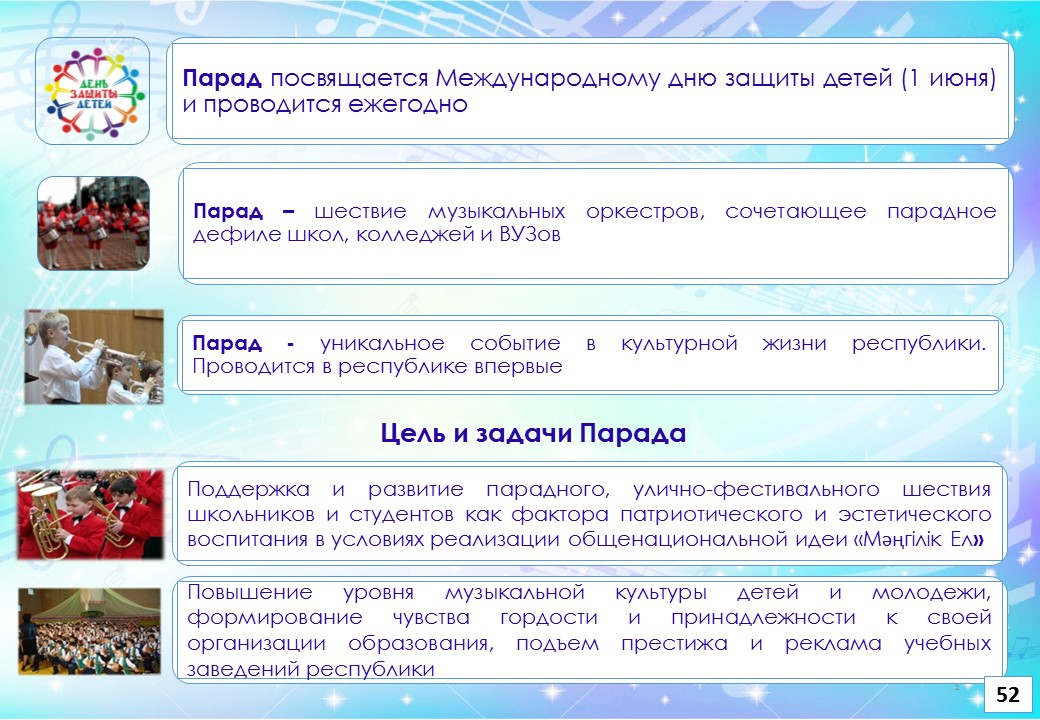 ДЕНЬ
ЗАЩИТЫ
ДЕТЕЙ
Парад посвящается Международному дню защиты детей (1 июня)
и проводится ежегодно
Парад – шествие музыкальных оркестров, сочетающее парадное
дефиле школ, колледжей и ВУЗов
Парад - уникальное событие в культурной жизни республики.
Проводится в республике впервые
Цель и задачи Парада
Поддержка и развитие парадного, улично-фестивального шествия
школьников и студентов как фактора патриотического и эстетического
воспитания в условиях реализации общенациональной идеи «Мәңгілік Ел»
Повышение уровня музыкальной культуры детей и молодежи,
формирование чувства гордости и принадлежности к своей
организации образования, подъем престижа и реклама учебных
заведений республики
2
52